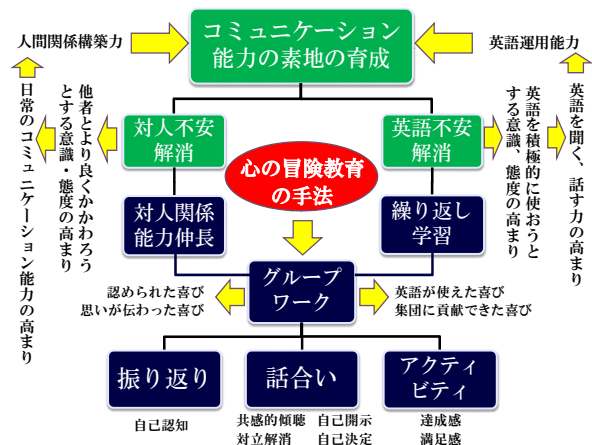 人間関係構築力
コミュニケーション
能力の素地の育成
英語運用能力
日常のコミュニケーション能力の高まり
他者とより良くかかわろう
とする意識・態度の高まり
対人不安
解消
心の冒険教育
の手法
英語不安
解消
英語を積極的に使おうと
する意識、態度の高まり
英語を聞く、話す力の高まり
対人関係
能力伸長
繰り返し
学習
認められた喜び
思いが伝わった喜び
グループ
ワーク
英語が使えた喜び
集団に貢献できた喜び
振り返り
話合い
アクティ
ビティ
自己認知
共感的傾聴 自己開示
対立解消 自己決定
達成感
満足感